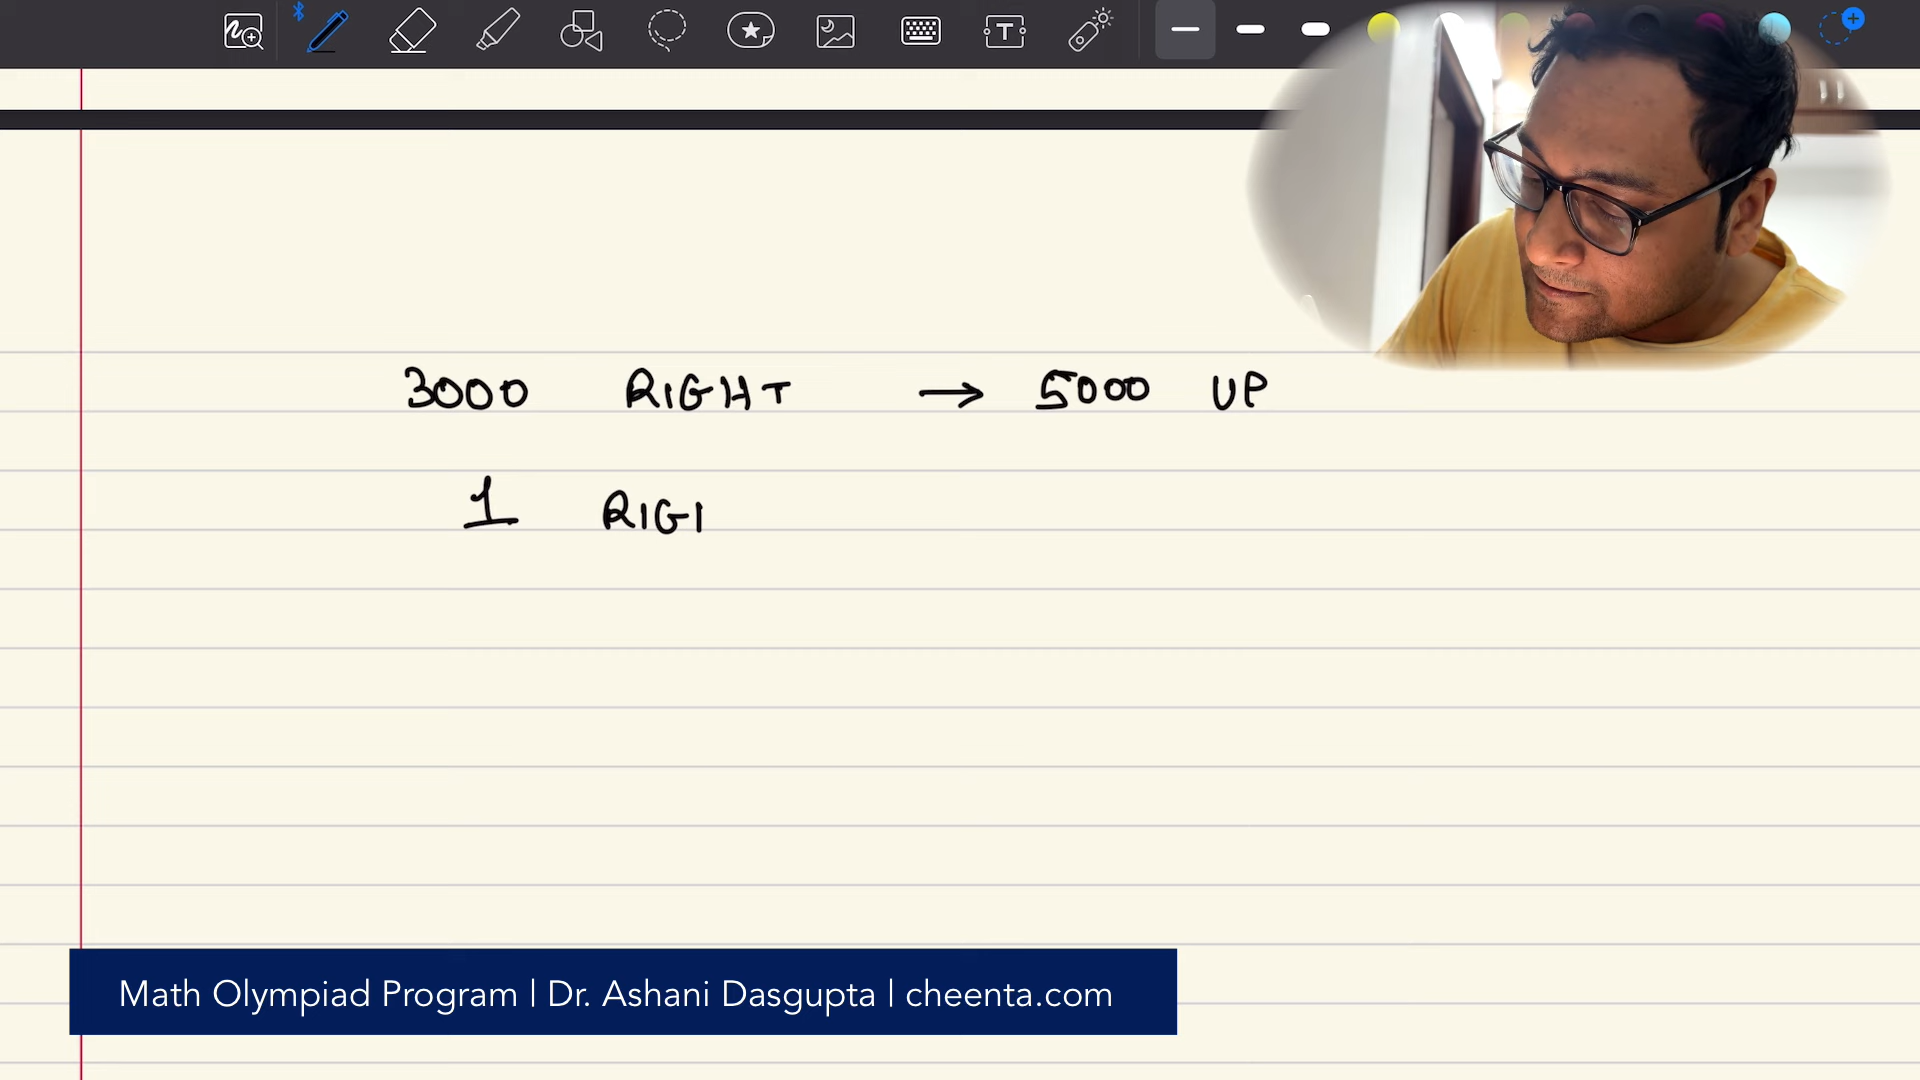 3000 RIGHT → 5000 UP
1 RIGI
Math Olympiad Program | Dr. Ashani Dasgupta | cheenta.com